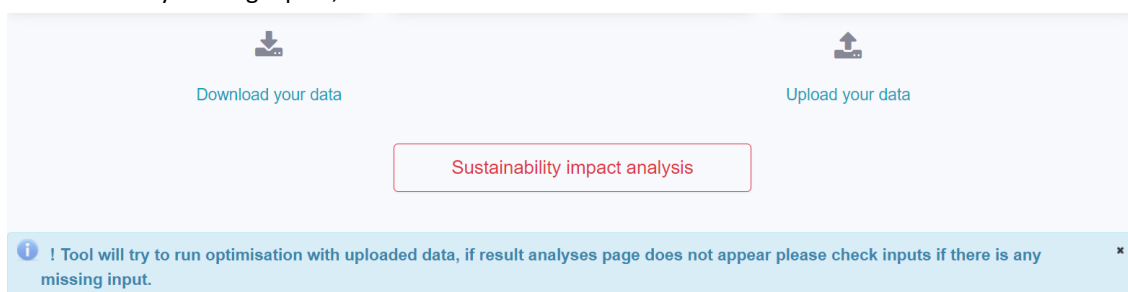 Download your data
Upload your data
Sustainability impact analysis
! Tool will try to run optimisation with uploaded data, if result analyses page does not appear please check inputs if there is any
missing input.